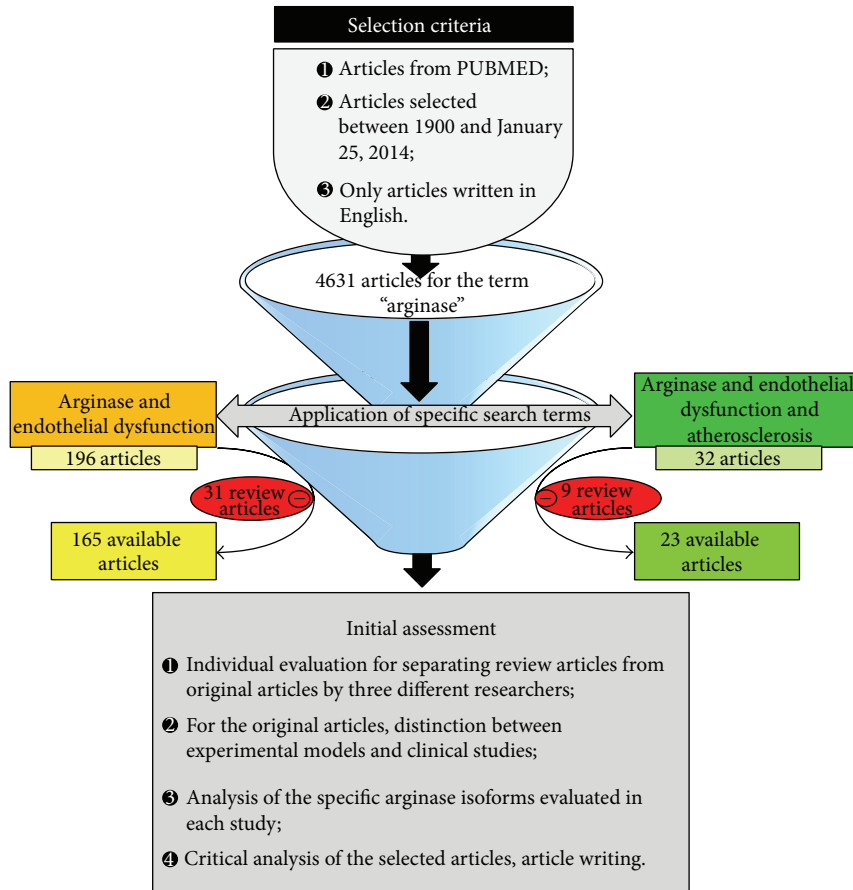 Selection criteria
❶ Articles from PUBMED;
❷ Articles selected
between 1900 and January
25, 2014;
❸ Only articles written in
English.
4631 articles for the term
“arginase”
Arginase and
endothelial dysfunction
196 articles
Application of specific search terms
Arginase and endothelial
dysfunction and
atherosclerosis
32 articles
31 review
articles
−
−
9 review
articles
165 available
articles
23 available
articles
Initial assessment
❶ Individual evaluation for separating review articles from
original articles by three different researchers;
❷ For the original articles, distinction between
experimental models and clinical studies;
❸ Analysis of the specific arginase isoforms evaluated in
each study;
❹ Critical analysis of the selected articles, article writing.